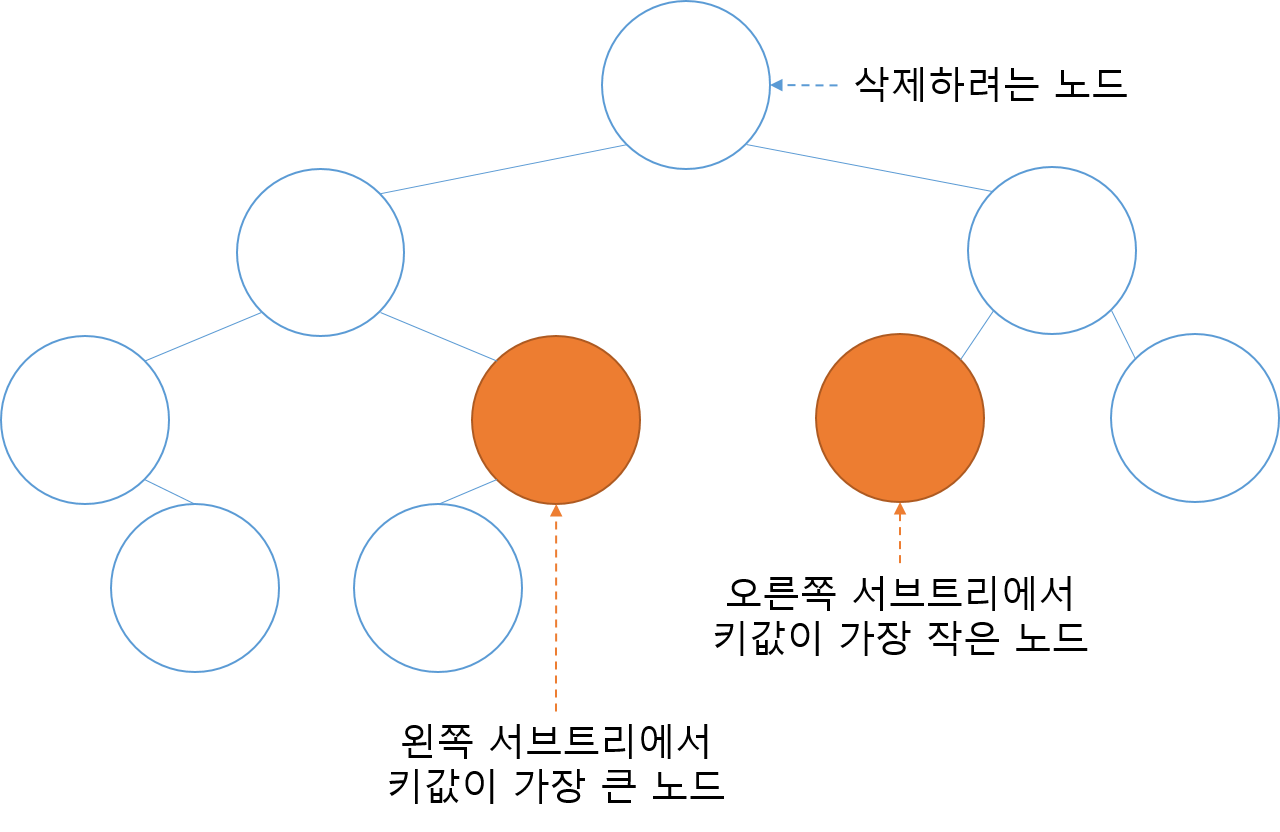 삭제하려는 노드
오른쪽 서브트리에서
키값이 가장 작은 노드
왼쪽 서브트리에서
키값이 가장 큰 노드